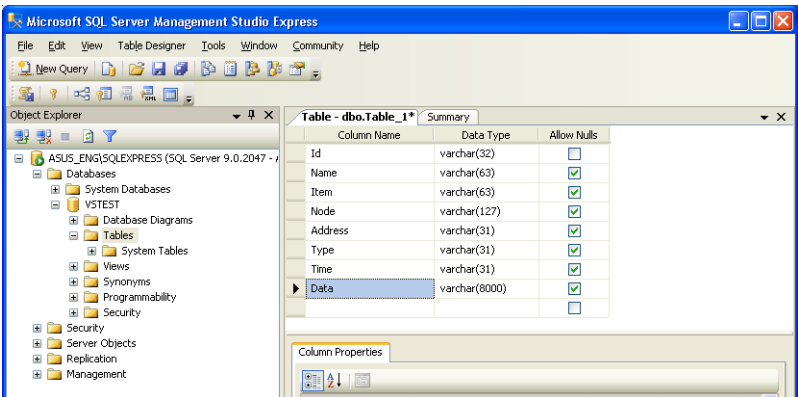 Microsoft SQL Server Management Studio Express
File Edit View Table Designer Tools Window Community Help
New Query
Object Explorer
Table - dbo.Table_1* Summary
Column Name Data Type Allow Nulls
Id varchar(32)
Name varchar(63)
Item varchar(63)
Node varchar(127)
Address varchar(31)
Type varchar(31)
Time varchar(31)
Data varchar(8000)
ASUS_ENG\SQLEXPRESS (SQL Server 9.0.2047 -
Databases
System Databases
VSTEST
Database Diagrams
Tables
System Tables
Views
Synonyms
Programmability
Security
Security
Server Objects
Replication
Management
Column Properties